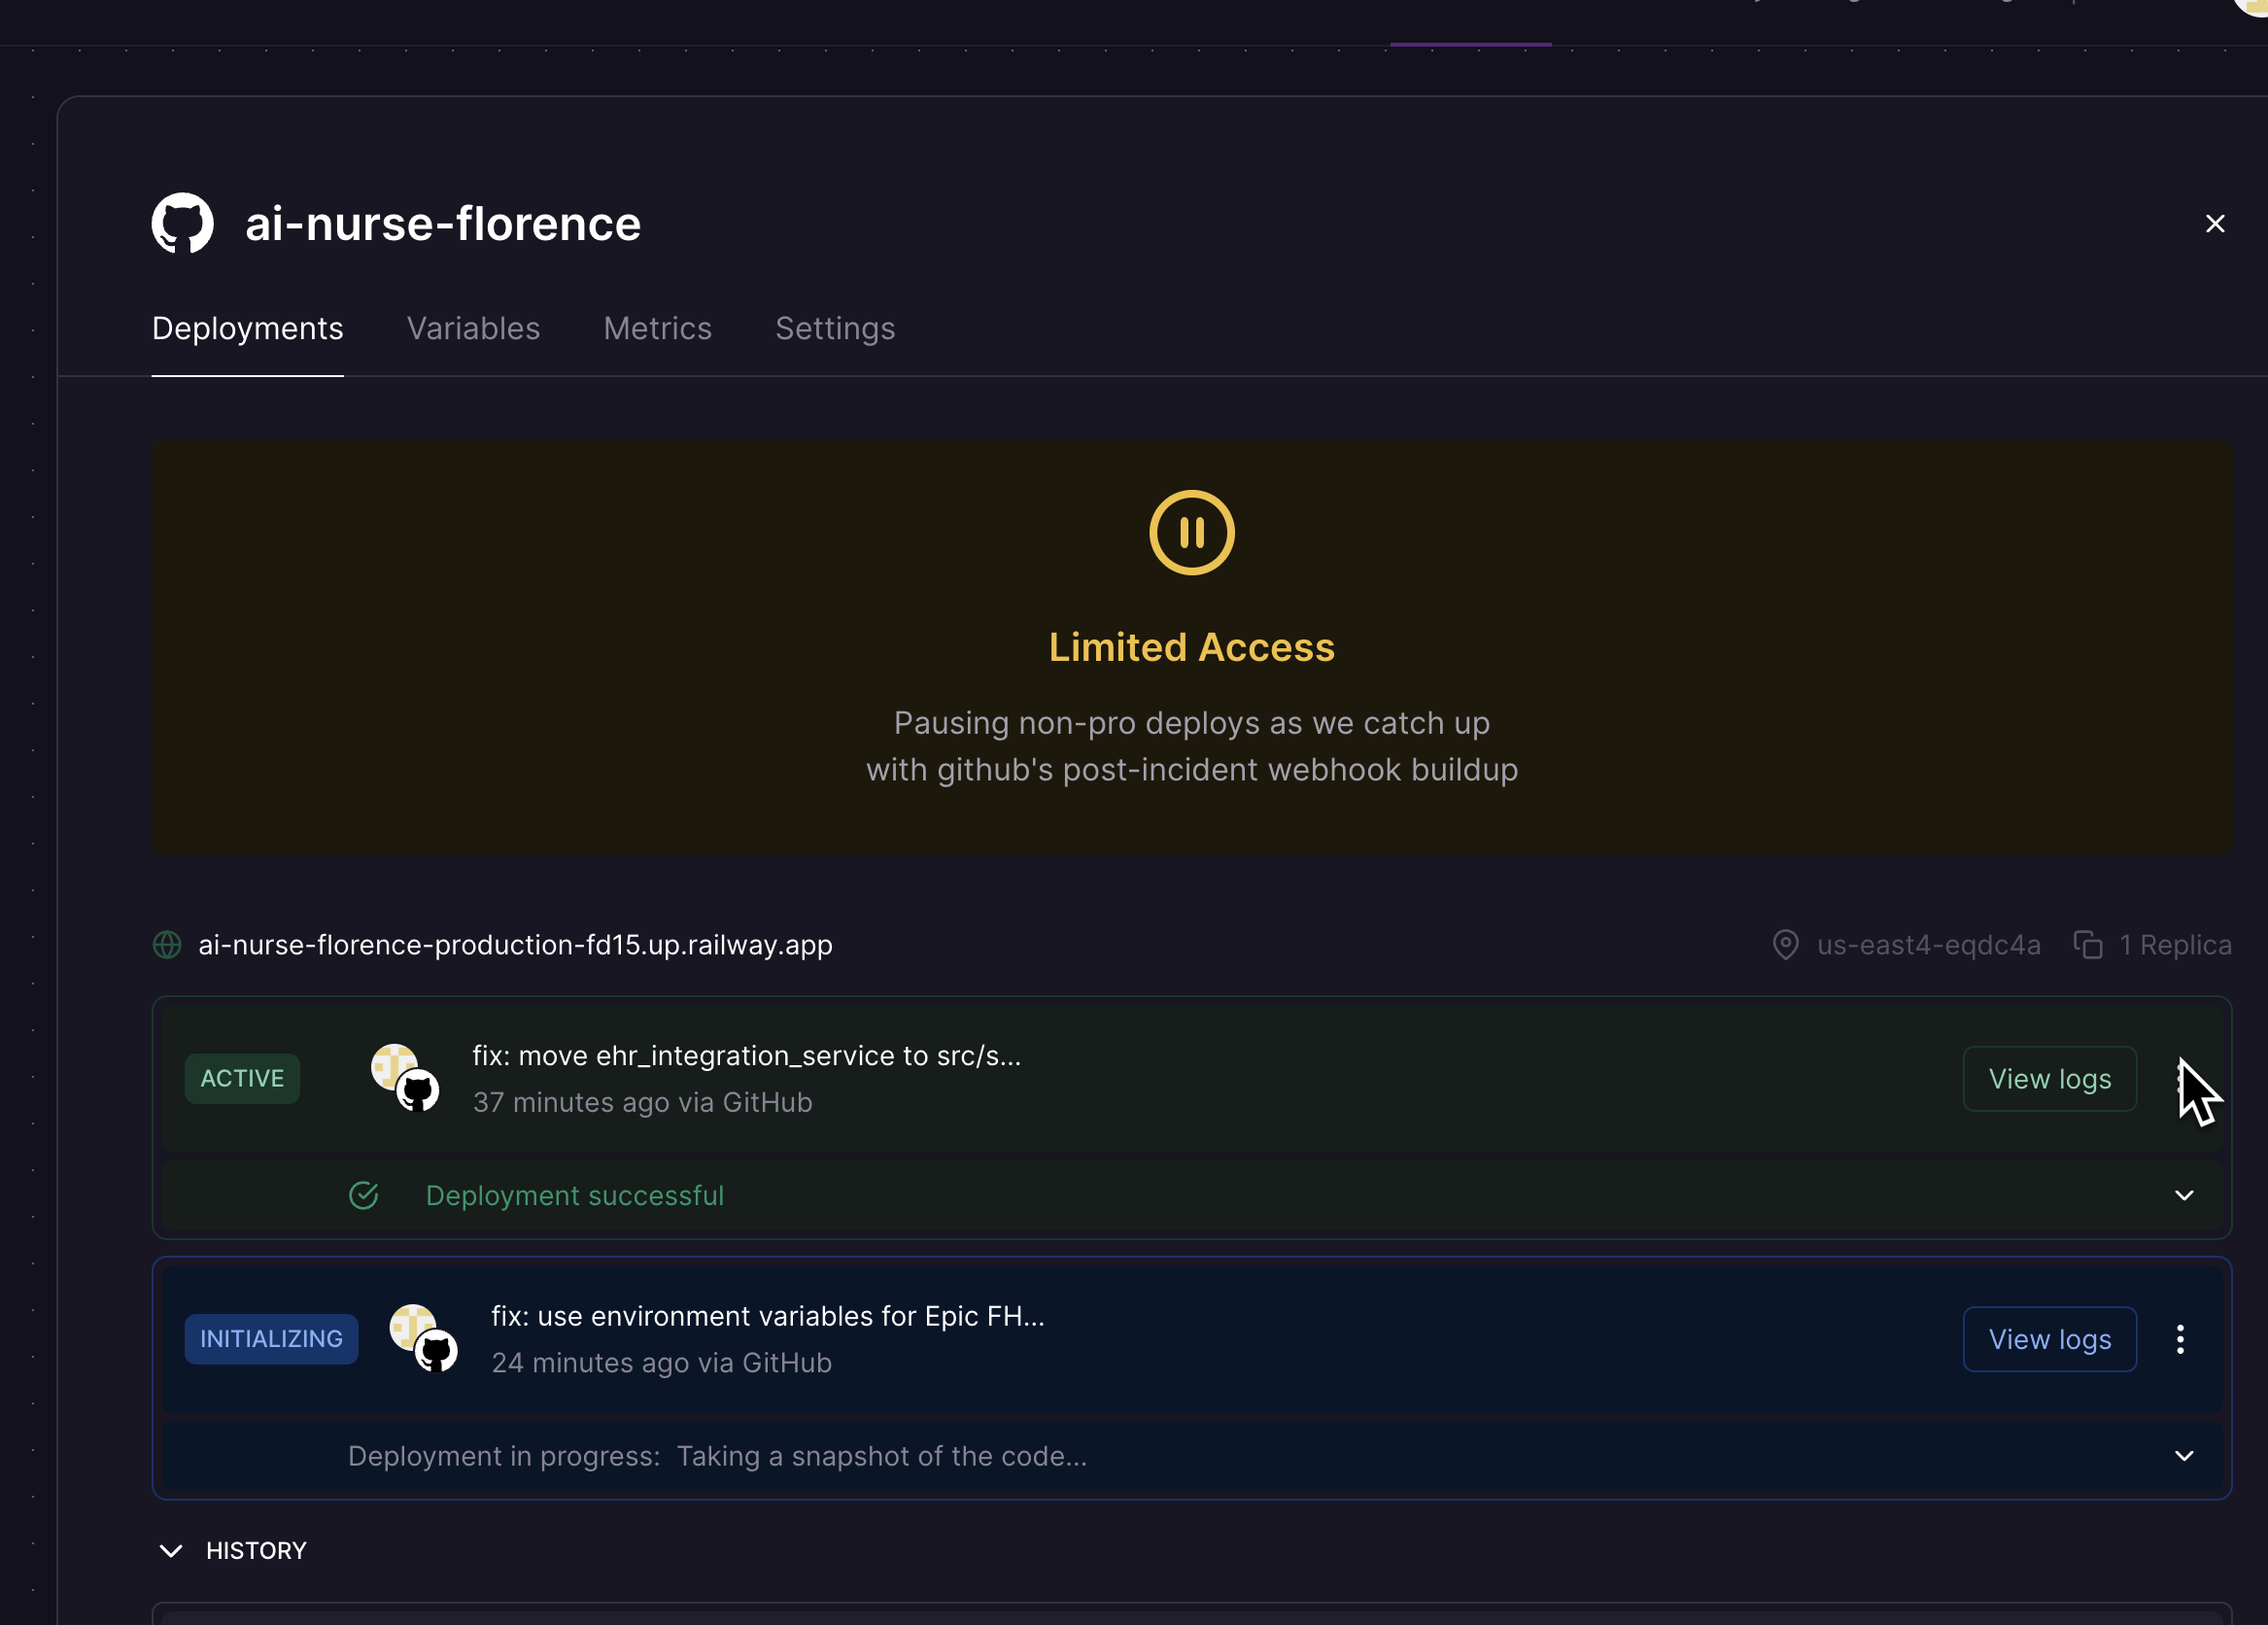 ai-nurse-florence
Deployments Variables Metrics Settings
Limited Access
Pausing non-pro deploys as we catch up
with github's post-incident webhook buildup
ai-nurse-florence-production-fd15.up.railway.app us-east4-eqdc4a 1 Replica
ACTIVE fix: move ehr_integration_service to src/s... View logs
37 minutes ago via GitHub
Deployment successful
INITIALIZING fix: use environment variables for Epic FH... View logs
24 minutes ago via GitHub
Deployment in progress: Taking a snapshot of the code...
HISTORY